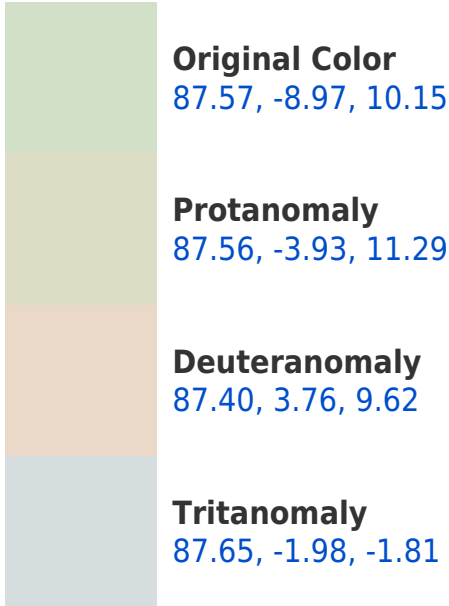 Original Color
87.57, -8.97, 10.15
Protanomaly
87.56, -3.93, 11.29
Deuteranomaly
87.40, 3.76, 9.62
Tritanomaly
87.65, -1.98, -1.81